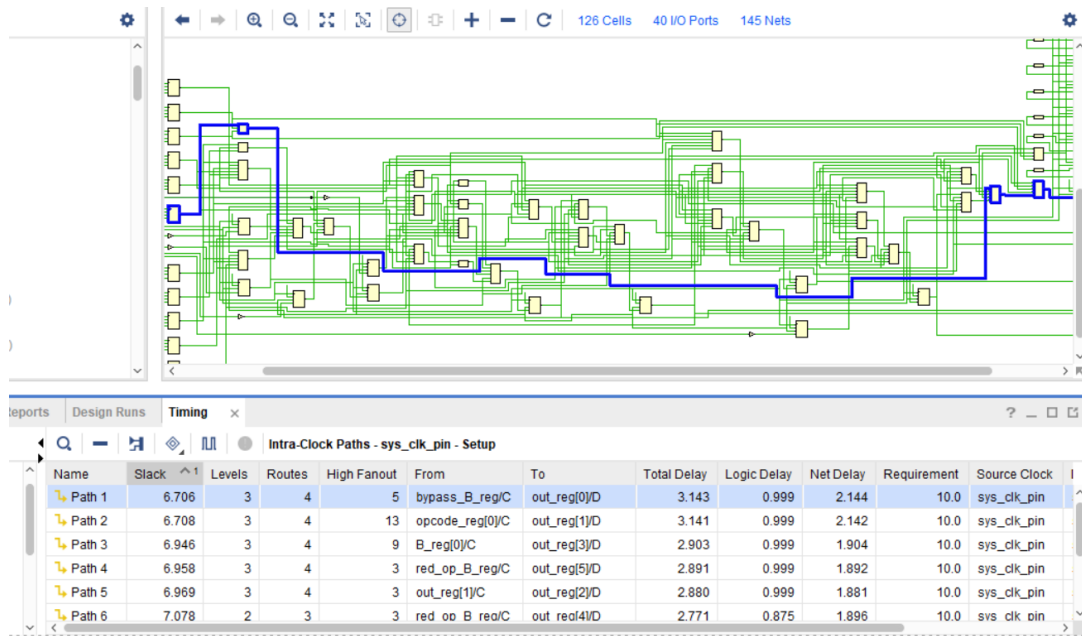 126 Cells 40 I/O Ports 145 Nets
)
)
Reports Design Runs Timing × ? _
Intra-Clock Paths - sys_clk_pin - Setup
Name Slack ^1 Levels Routes High Fanout From To Total Delay Logic Delay Net Delay Requirement Source Clock
Path 1 6.706 3 4 5 bypass_B_reg/C out_reg[0]/D 3.143 0.999 2.144 10.0 sys_clk_pin
Path 2 6.708 3 4 13 opcode_reg[0]/C out_reg[1]/D 3.141 0.999 2.142 10.0 sys_clk_pin
Path 3 6.946 3 4 9 B_reg[0]/C out_reg[3]/D 2.903 0.999 1.904 10.0 sys_clk_pin
Path 4 6.958 3 4 3 red_op_B_reg/C out_reg[5]/D 2.891 0.999 1.892 10.0 sys_clk_pin
Path 5 6.969 3 4 3 out_reg[1]/C out_reg[2]/D 2.880 0.999 1.881 10.0 sys_clk_pin
Path 6 7.078 2 3 3 red_op_B_reg/C out_reg[4]/D 2.771 0.875 1.896 10.0 sys_clk_pin